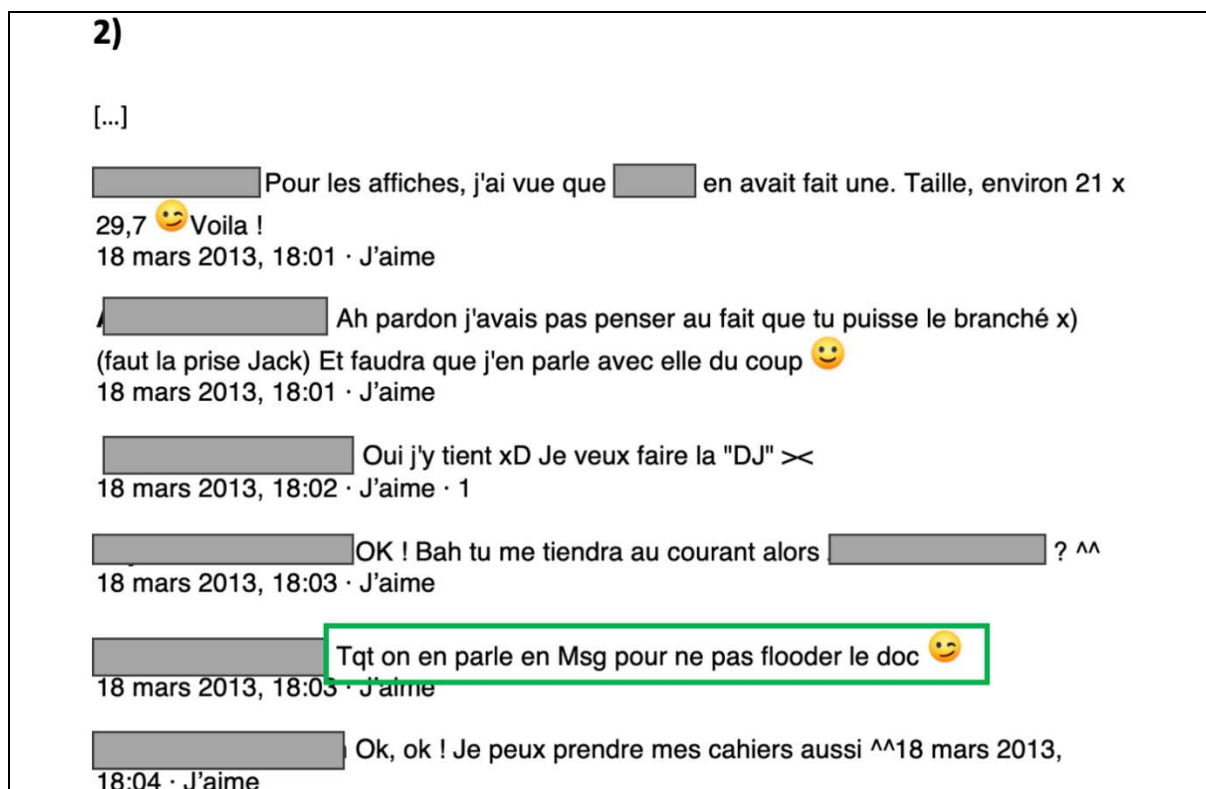 2)
[...]
Pour les affiches, j'ai vue que en avait fait une. Taille, environ 21 x
29,7 😉Voila !
18 mars 2013, 18:01 · J’aime
Ah pardon j'avais pas penser au fait que tu puisse le branché x)
(faut la prise Jack) Et faudra que j'en parle avec elle du coup 🙂
18 mars 2013, 18:01 · J’aime
Oui j'y tient xD Je veux faire la "DJ" ><
18 mars 2013, 18:02 · J’aime · 1
OK ! Bah tu me tiendra au courant alors ? ^^
18 mars 2013, 18:03 · J’aime
Tqt on en parle en Msg pour ne pas flooder le doc 😉
18 mars 2013, 18:03 · J’aime
Ok, ok ! Je peux prendre mes cahiers aussi ^^18 mars 2013,
18:04 · J’aime